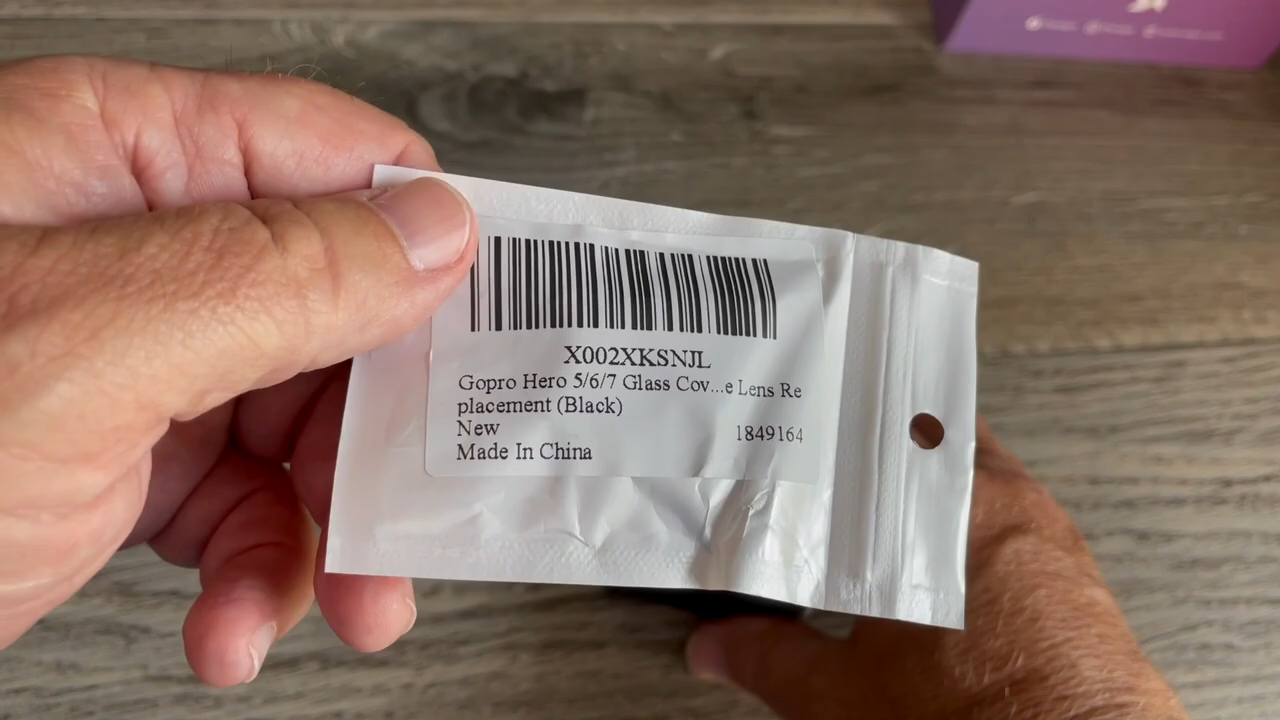 X002XKSNJL
Gopro Hero 5/6/7 Glass Cov...e Lens Re
placement (Black)
New 1849164
Made In China